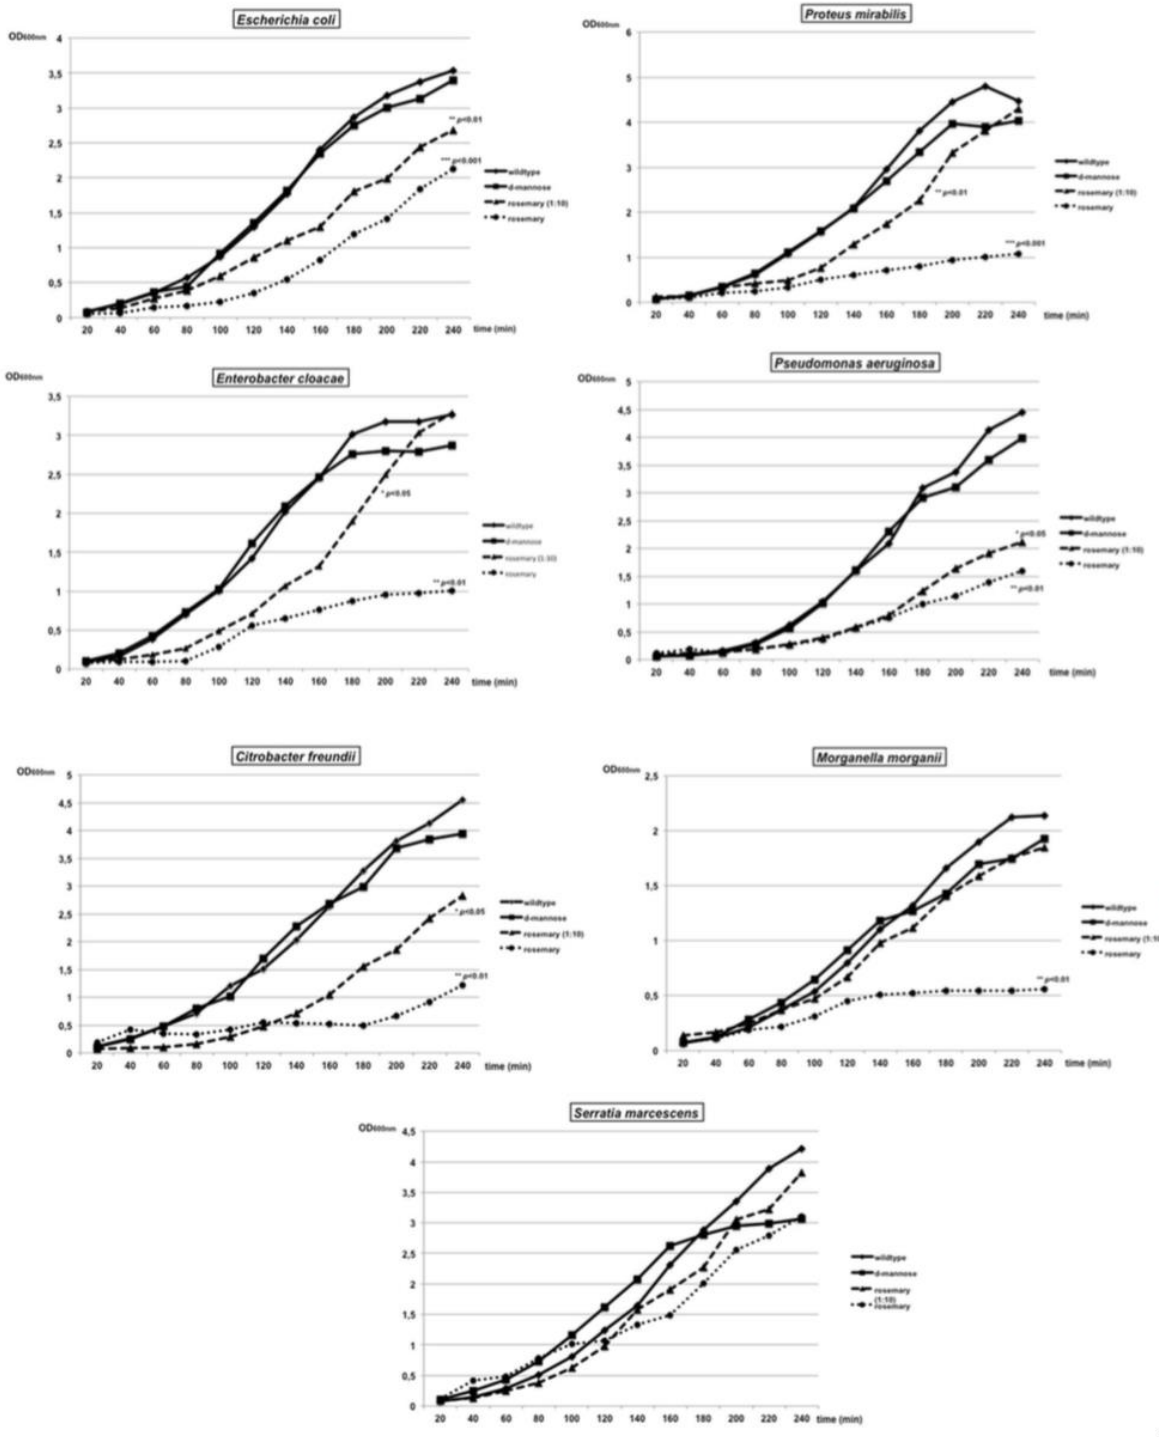 Escherichia coli
OD600nm
4
3,5
3
2,5
2
1,5
1
0,5
0
20 40 60 80 100 120 140 160 180 200 220 240 time (min)
** p<0.01
*** p<0.001
wildtype
d-mannose
rosemary (1:10)
rosemary
Proteus mirabilis
OD600nm
6
5
4
3
2
1
0
20 40 60 80 100 120 140 160 180 200 220 240 time (min)
** p<0.01
*** p<0.001
wildtype
d-mannose
rosemary (1:10)
rosemary
Enterobacter cloacae
OD600nm
3,5
3
2,5
2
1,5
1
0,5
0
20 40 60 80 100 120 140 160 180 200 220 240 time (min)
* p<0.05
** p<0.01
wildtype
d-mannose
rosemary (1:10)
rosemary
Pseudomonas aeruginosa
OD600nm
5
4,5
4
3,5
3
2,5
2
1,5
1
0,5
0
20 40 60 80 100 120 140 160 180 200 220 240 time (min)
* p<0.05
** p<0.01
wildtype
d-mannose
rosemary (1:10)
rosemary
Citrobacter freundii
OD600nm
5
4,5
4
3,5
3
2,5
2
1,5
1
0,5
0
20 40 60 80 100 120 140 160 180 200 220 240 time (min)
* p<0.05
** p<0.01
wildtype
d-mannose
rosemary (1:10)
rosemary
Morganella morganii
OD600nm
2,5
2
1,5
1
0,5
0
20 40 60 80 100 120 140 160 180 200 220 240 time (min)
** p<0.01
wildtype
d-mannose
rosemary (1:1
rosemary
Serratia marcescens
OD600nm
4,5
4
3,5
3
2,5
2
1,5
1
0,5
0
20 40 60 80 100 120 140 160 180 200 220 240 time (min)
wildtype
d-mannose
rosemary
(1:10)
rosemary